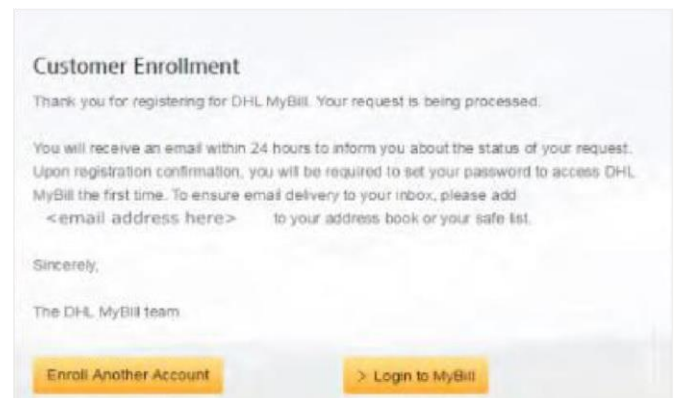 Customer Enrollment
Thank you for registering for DHL MyBill. Your request is being processed.
You will receive an email within 24 hours to inform you about the status of your request.
Upon registration confirmation, you will be required to set your password to access DHL
MyBill the first time. To ensure email delivery to your inbox, please add
<email address here> to your address book or your safe list.
Sincerely,
The DHL MyBill team
Enroll Another Account
> Login to MyBill